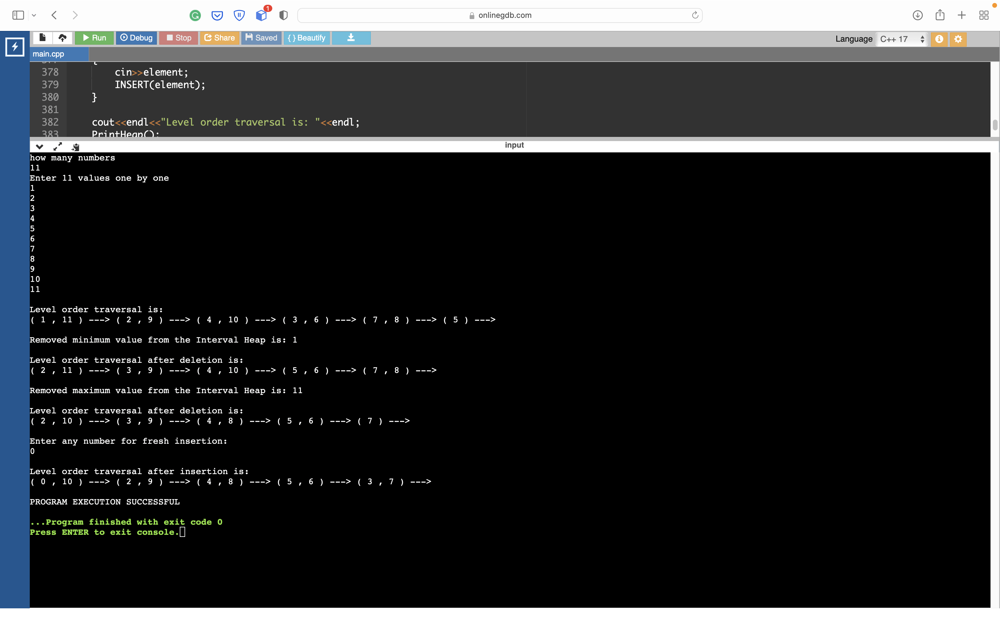 1
onlinegdb.com
Run Debug Stop Share Saved { } Beautify Language C++ 17
main.cpp
{
378 cin>>element;
379 INSERT(element);
380 }
381
382 cout<<endl<<"Level order traversal is: "<<endl;
383 PrintHeap();
input
how many numbers
11
Enter 11 values one by one
1
2
3
4
5
6
7
8
9
10
11
Level order traversal is:
( 1 , 11 ) ---> ( 2 , 9 ) ---> ( 4 , 10 ) ---> ( 3 , 6 ) ---> ( 7 , 8 ) ---> ( 5 ) --->
Removed minimum value from the Interval Heap is: 1
Level order traversal after deletion is:
( 2 , 11 ) ---> ( 3 , 9 ) ---> ( 4 , 10 ) ---> ( 5 , 6 ) ---> ( 7 , 8 ) --->
Removed maximum value from the Interval Heap is: 11
Level order traversal after deletion is:
( 2 , 10 ) ---> ( 3 , 9 ) ---> ( 4 , 8 ) ---> ( 5 , 6 ) ---> ( 7 ) --->
Enter any number for fresh insertion:
0
Level order traversal after insertion is:
( 0 , 10 ) ---> ( 2 , 9 ) ---> ( 4 , 8 ) ---> ( 5 , 6 ) ---> ( 3 , 7 ) --->
PROGRAM EXECUTION SUCCESSFUL
...Program finished with exit code 0
Press ENTER to exit console.